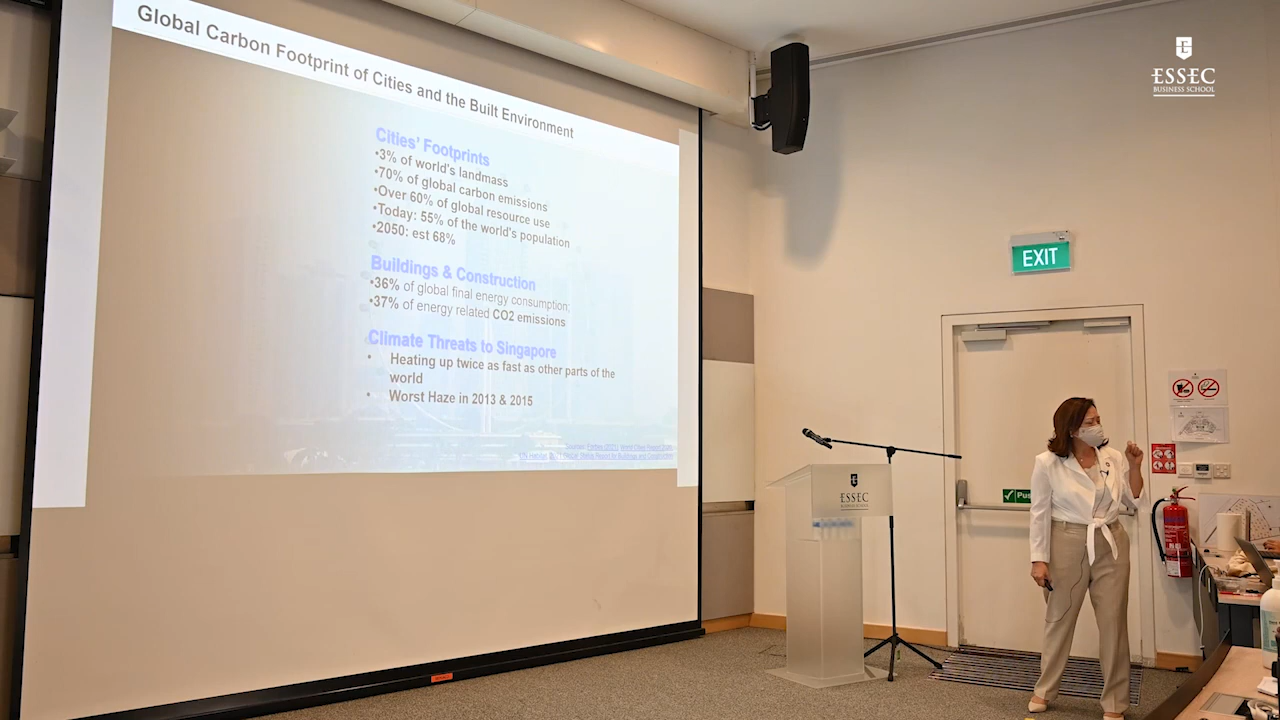 Global Carbon Footprint of Cities and the Built Environment
Cities' Footprints
•3% of world's landmass
•70% of global carbon emissions
•Over 60% of global resource use
•Today: 55% of the world's population
•2050: est 68%
Buildings & Construction
•36% of global final energy consumption;
•37% of energy related CO2 emissions
Climate Threats to Singapore
• Heating up twice as fast as other parts of the
world
• Worst Haze in 2013 & 2015
ESSEC
BUSINESS SCHOOL
EXIT
ESSEC
BUSINESS SCHOOL